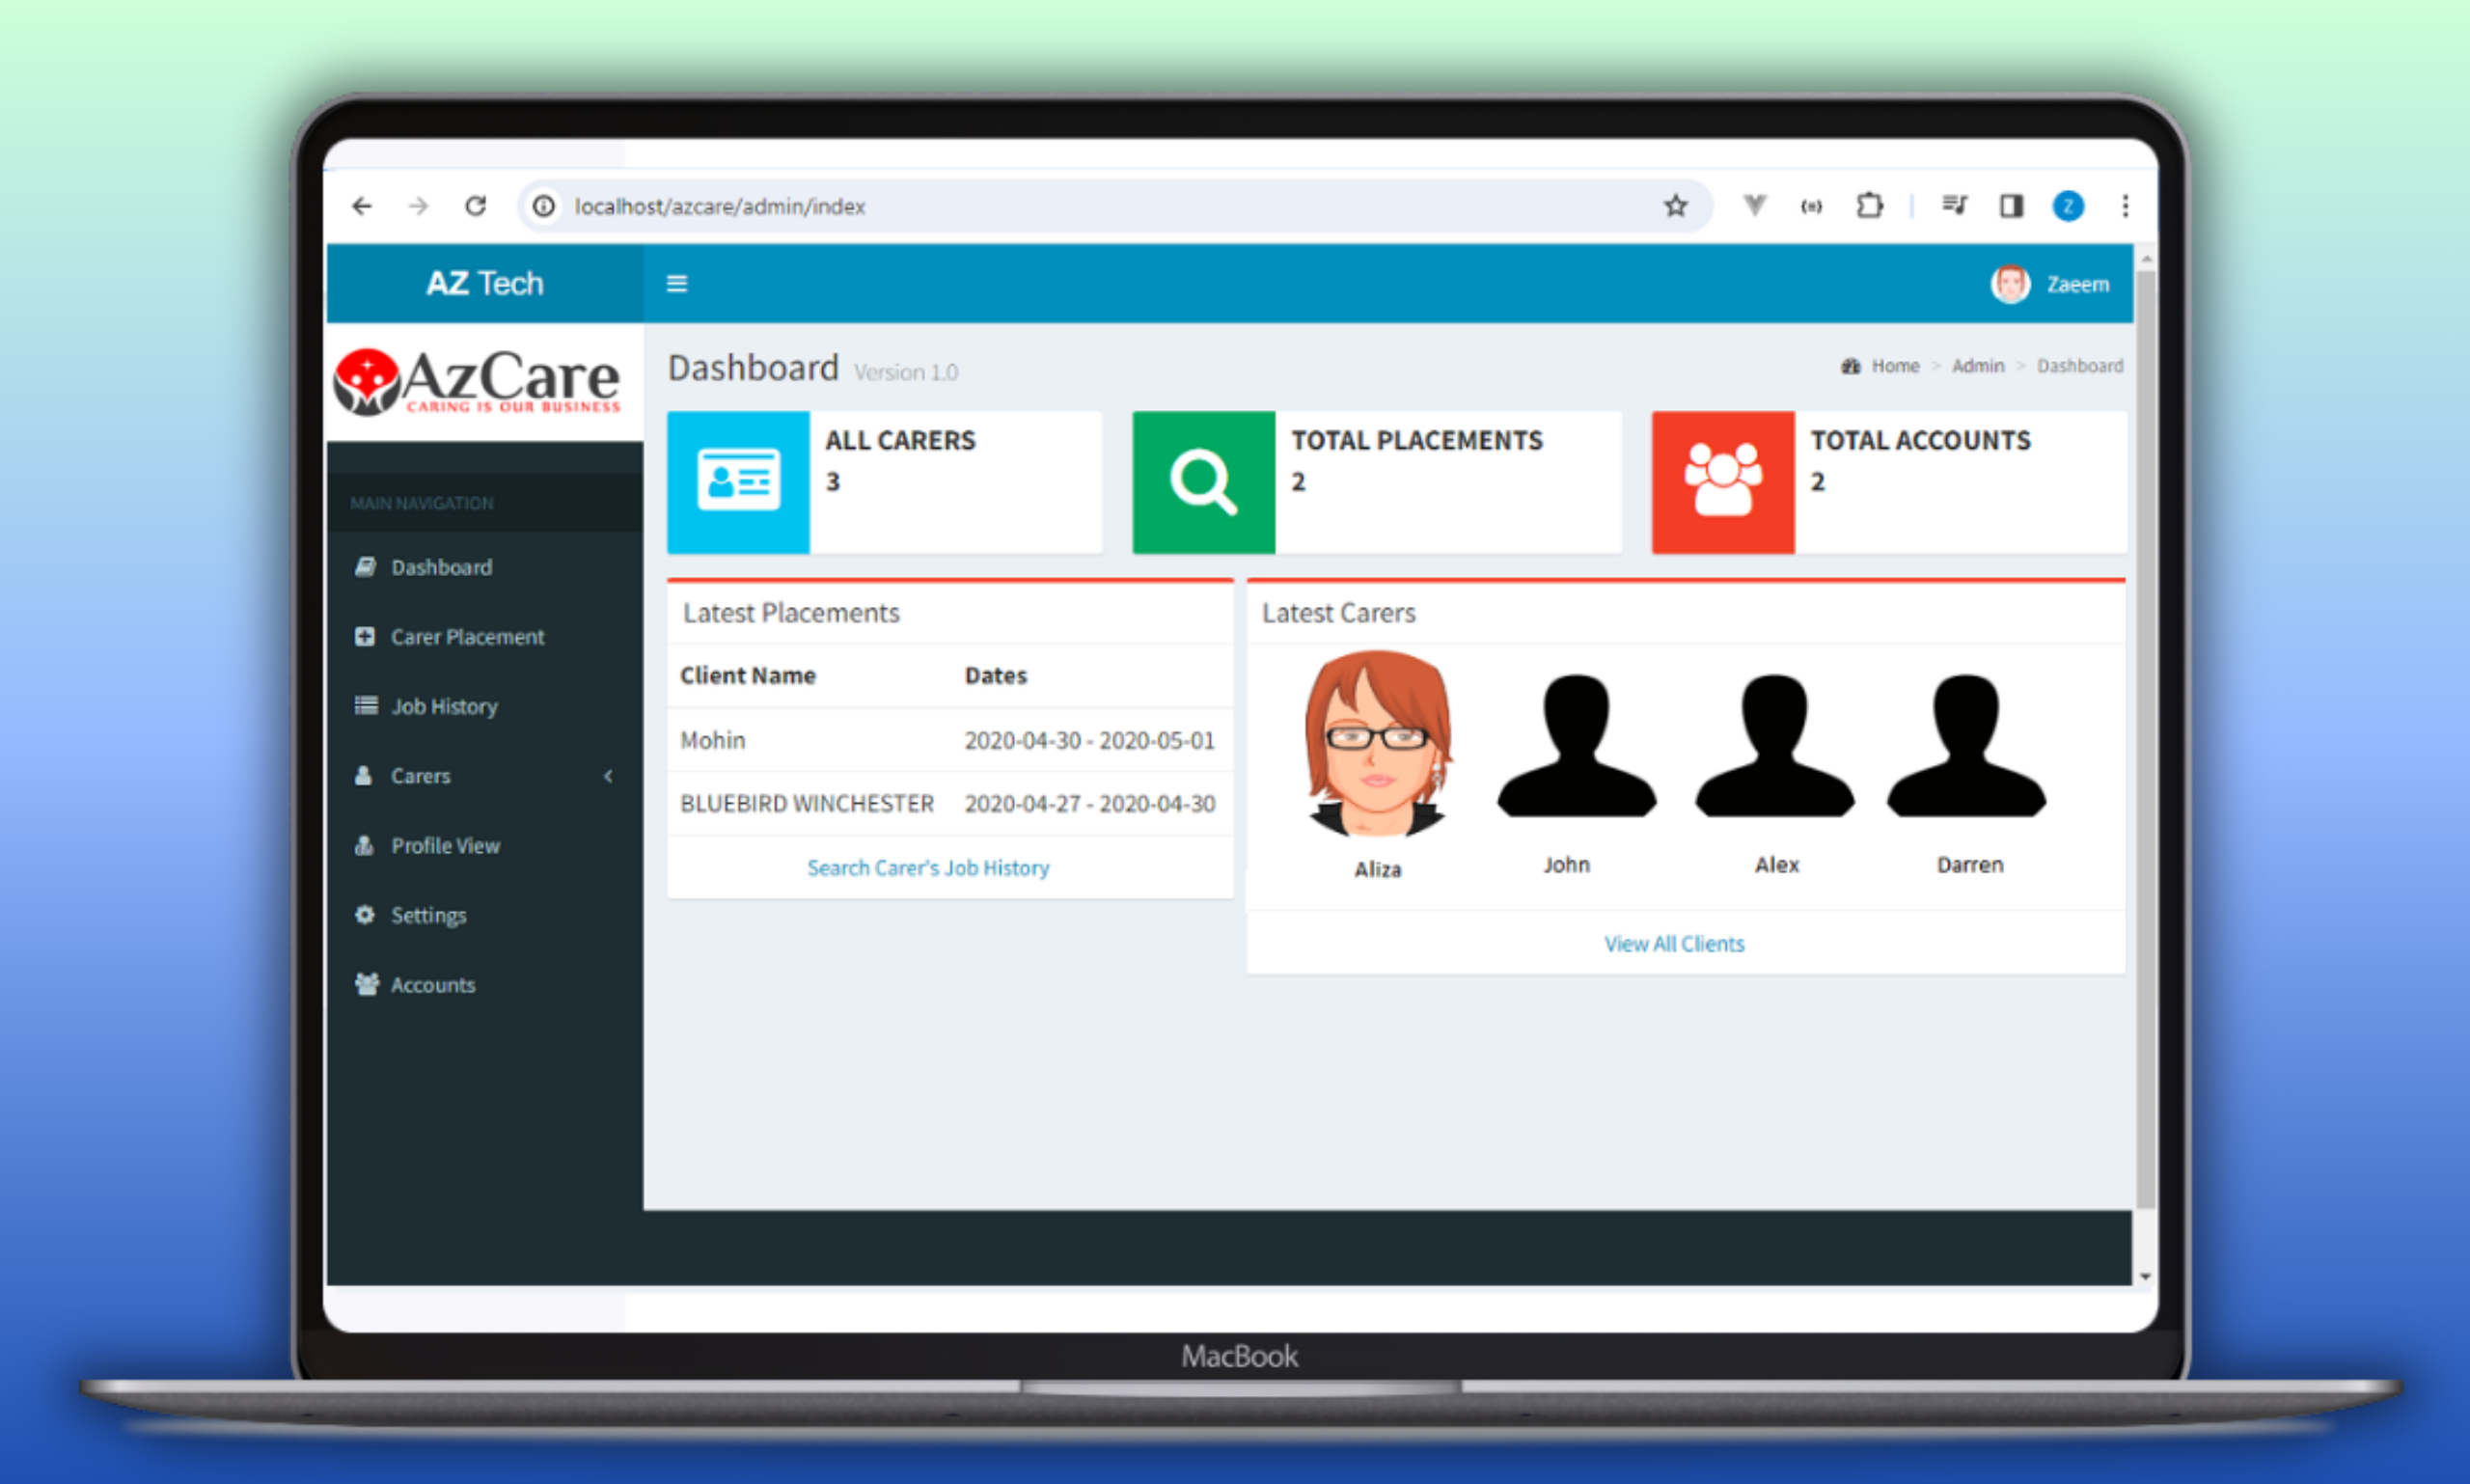 localhost/azcare/admin/index
Z
AZ Tech
Zaeem
AzCare
CARING IS OUR BUSINESS
Dashboard Version 1.0
Home > Admin > Dashboard
ALL CARERS
3
TOTAL PLACEMENTS
2
TOTAL ACCOUNTS
2
MAIN NAVIGATION
Dashboard
Carer Placement
Job History
Carers
Profile View
Settings
Accounts
Latest Placements
Client Name Dates
Mohin 2020-04-30 - 2020-05-01
BLUEBIRD WINCHESTER 2020-04-27 - 2020-04-30
Search Carer's Job History
Latest Carers
Aliza John Alex Darren
View All Clients
MacBook